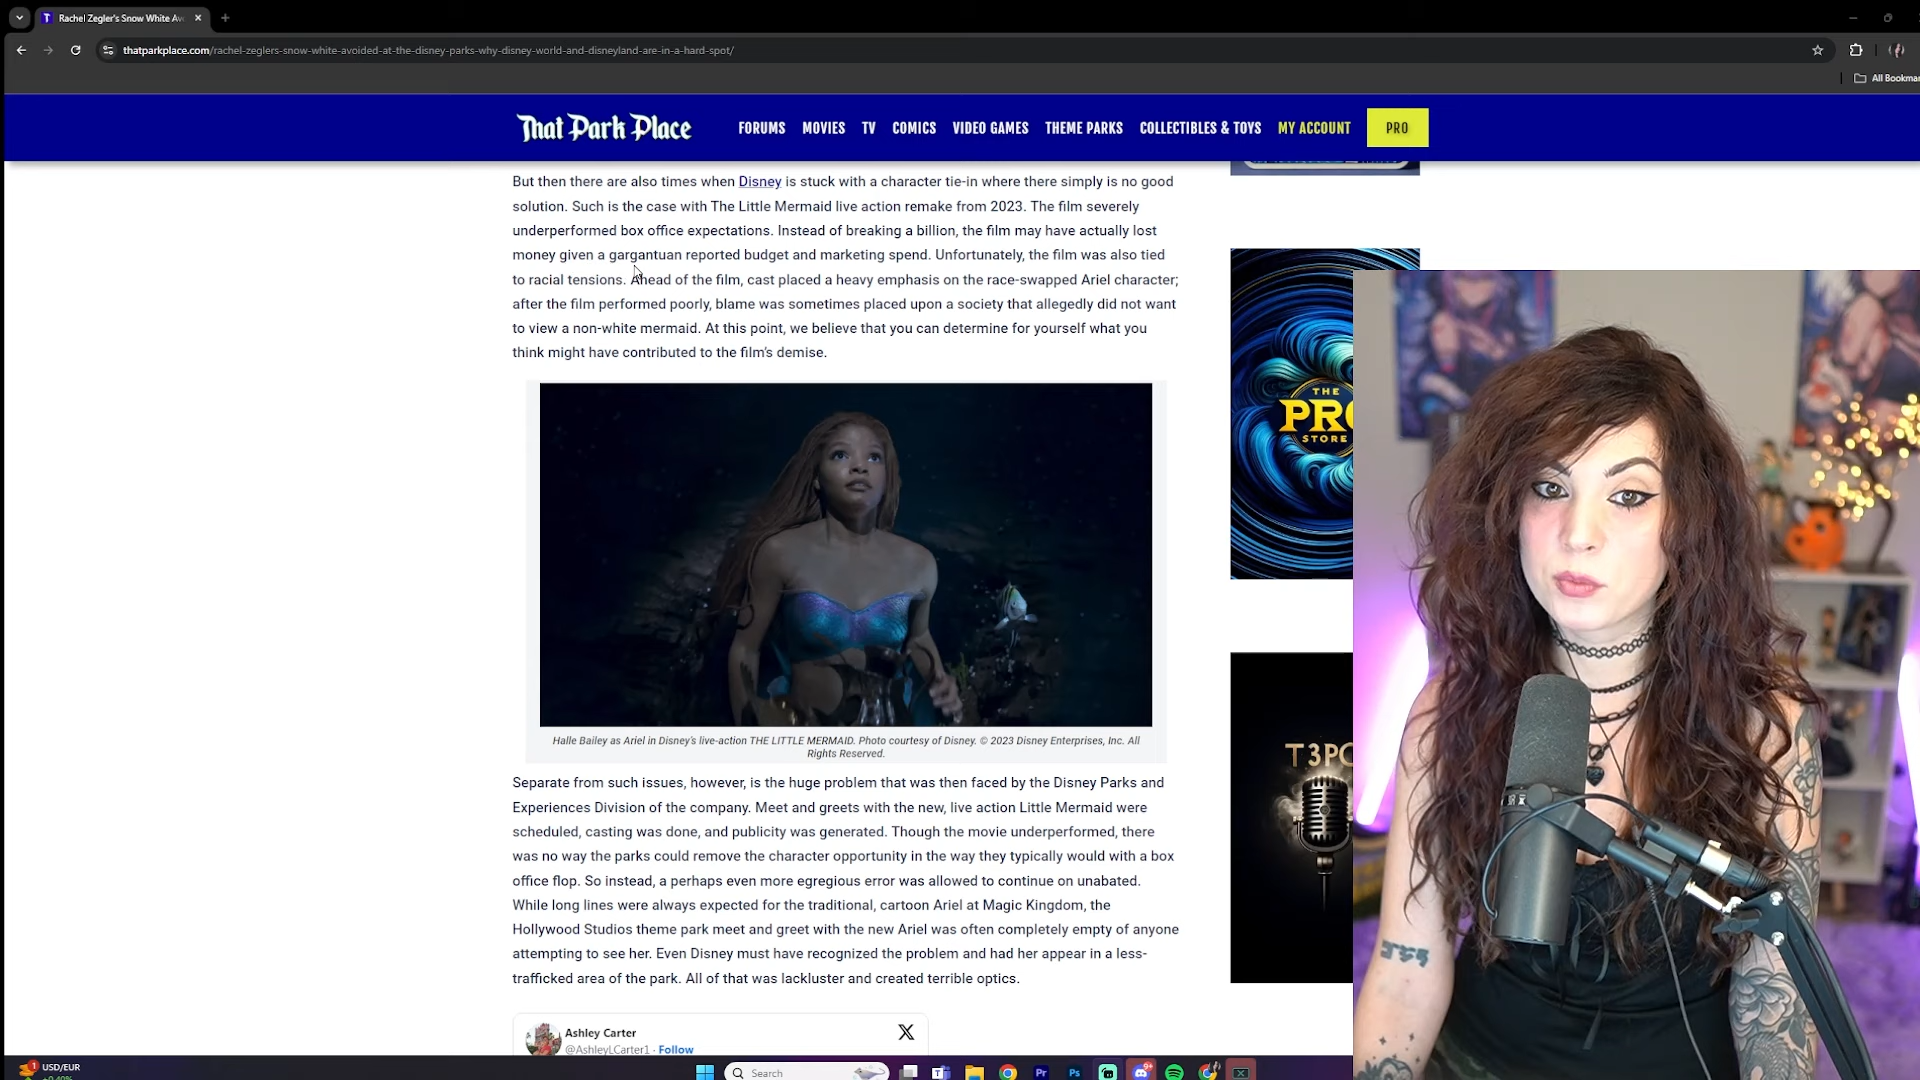 Rachel Zegler's Snow White Av
thatparkplace.com/rachel-zeglers-snow-white-avoided-at-the-disney-parks-why-disney-world-and-disneyland-are-in-a-hard-spot/
All Bookmar
That Park Place
FORUMS MOVIES TV COMICS VIDEO GAMES THEME PARKS COLLECTIBLES & TOYS MY ACCOUNT PRO
But then there are also times when Disney is stuck with a character tie-in where there simply is no good
solution. Such is the case with The Little Mermaid live action remake from 2023. The film severely
underperformed box office expectations. Instead of breaking a billion, the film may have actually lost
money given a gargantuan reported budget and marketing spend. Unfortunately, the film was also tied
to racial tensions. Ahead of the film, cast placed a heavy emphasis on the race-swapped Ariel character;
after the film performed poorly, blame was sometimes placed upon a society that allegedly did not want
to view a non-white mermaid. At this point, we believe that you can determine for yourself what you
think might have contributed to the film's demise.
Halle Bailey as Ariel in Disney's live-action THE LITTLE MERMAID. Photo courtesy of Disney. © 2023 Disney Enterprises, Inc. All
Rights Reserved.
Separate from such issues, however, is the huge problem that was then faced by the Disney Parks and
Experiences Division of the company. Meet and greets with the new, live action Little Mermaid were
scheduled, casting was done, and publicity was generated. Though the movie underperformed, there
was no way the parks could remove the character opportunity in the way they typically would with a box
office flop. So instead, a perhaps even more egregious error was allowed to continue on unabated.
While long lines were always expected for the traditional, cartoon Ariel at Magic Kingdom, the
Hollywood Studios theme park meet and greet with the new Ariel was often completely empty of anyone
attempting to see her. Even Disney must have recognized the problem and had her appear in a less-
trafficked area of the park. All of that was lackluster and created terrible optics.
Ashley Carter
@AshleyLCarter1 · Follow
THE
PRO
STORE
T3PO
USD/EUR
+0.40%
Search